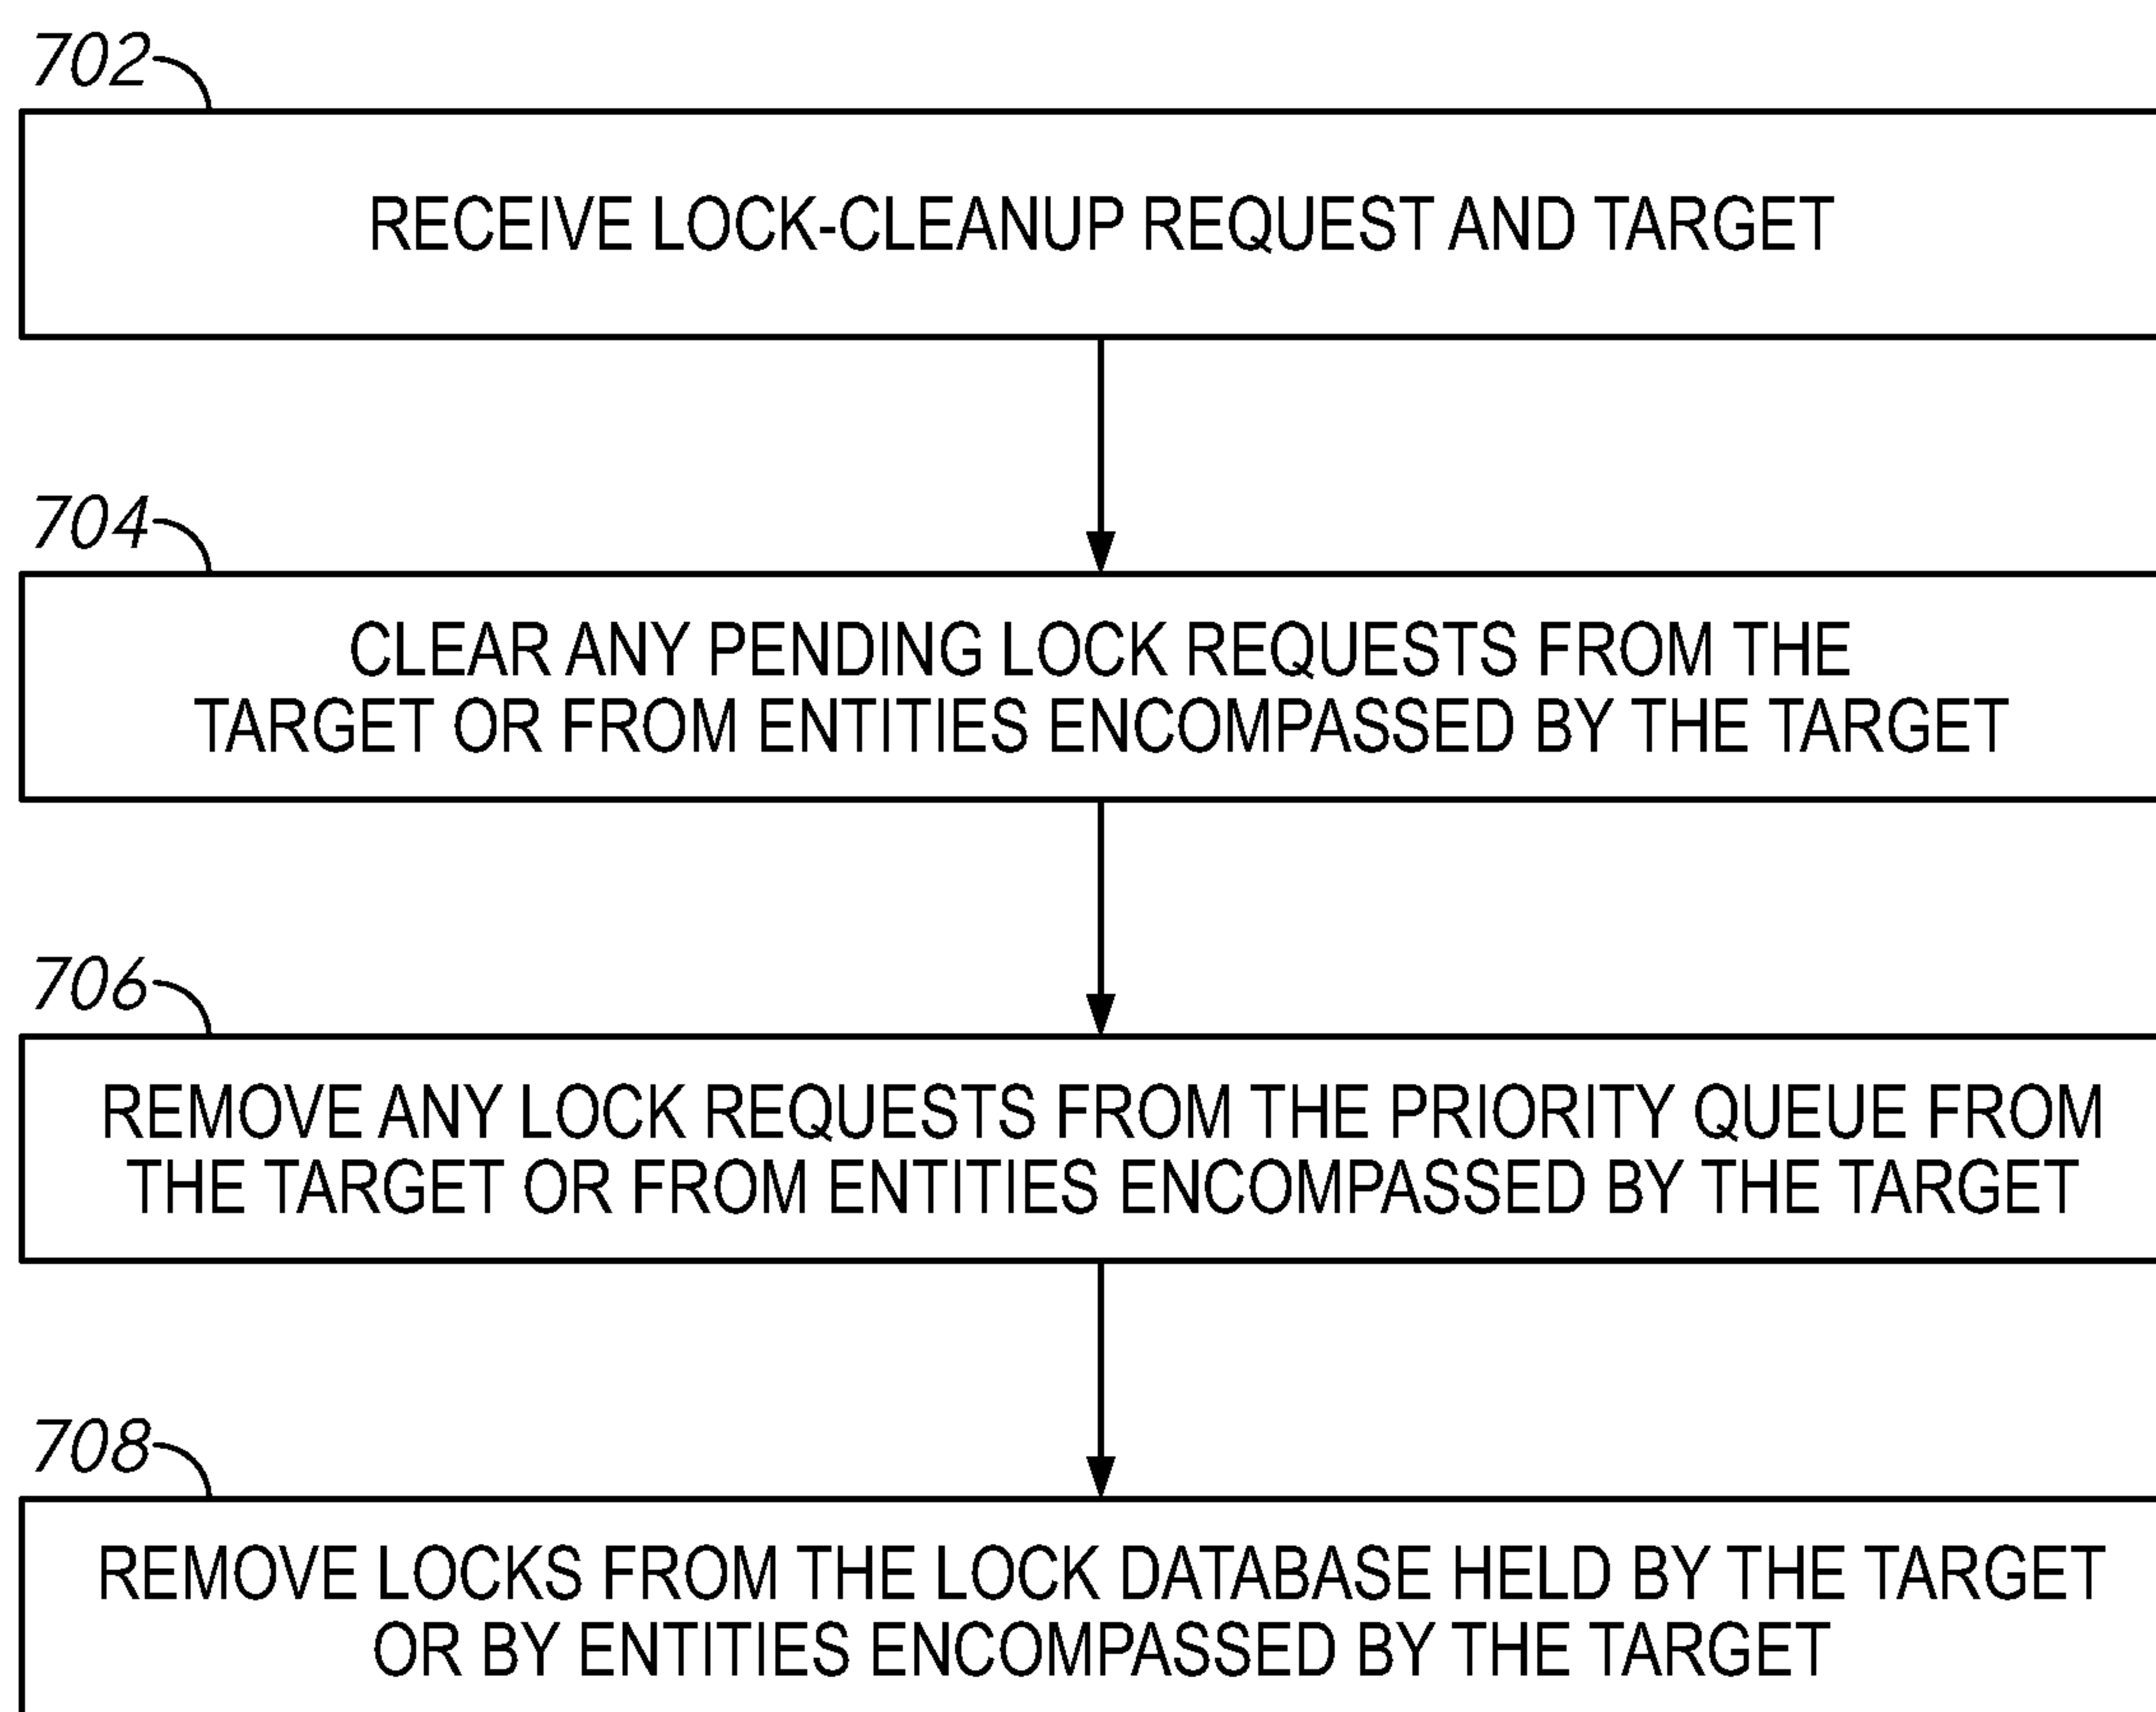 702
RECEIVE LOCK-CLEANUP REQUEST AND TARGET
704
CLEAR ANY PENDING LOCK REQUESTS FROM THE
TARGET OR FROM ENTITIES ENCOMPASSED BY THE TARGET
706
REMOVE ANY LOCK REQUESTS FROM THE PRIORITY QUEUE FROM
THE TARGET OR FROM ENTITIES ENCOMPASSED BY THE TARGET
708
REMOVE LOCKS FROM THE LOCK DATABASE HELD BY THE TARGET
OR BY ENTITIES ENCOMPASSED BY THE TARGET